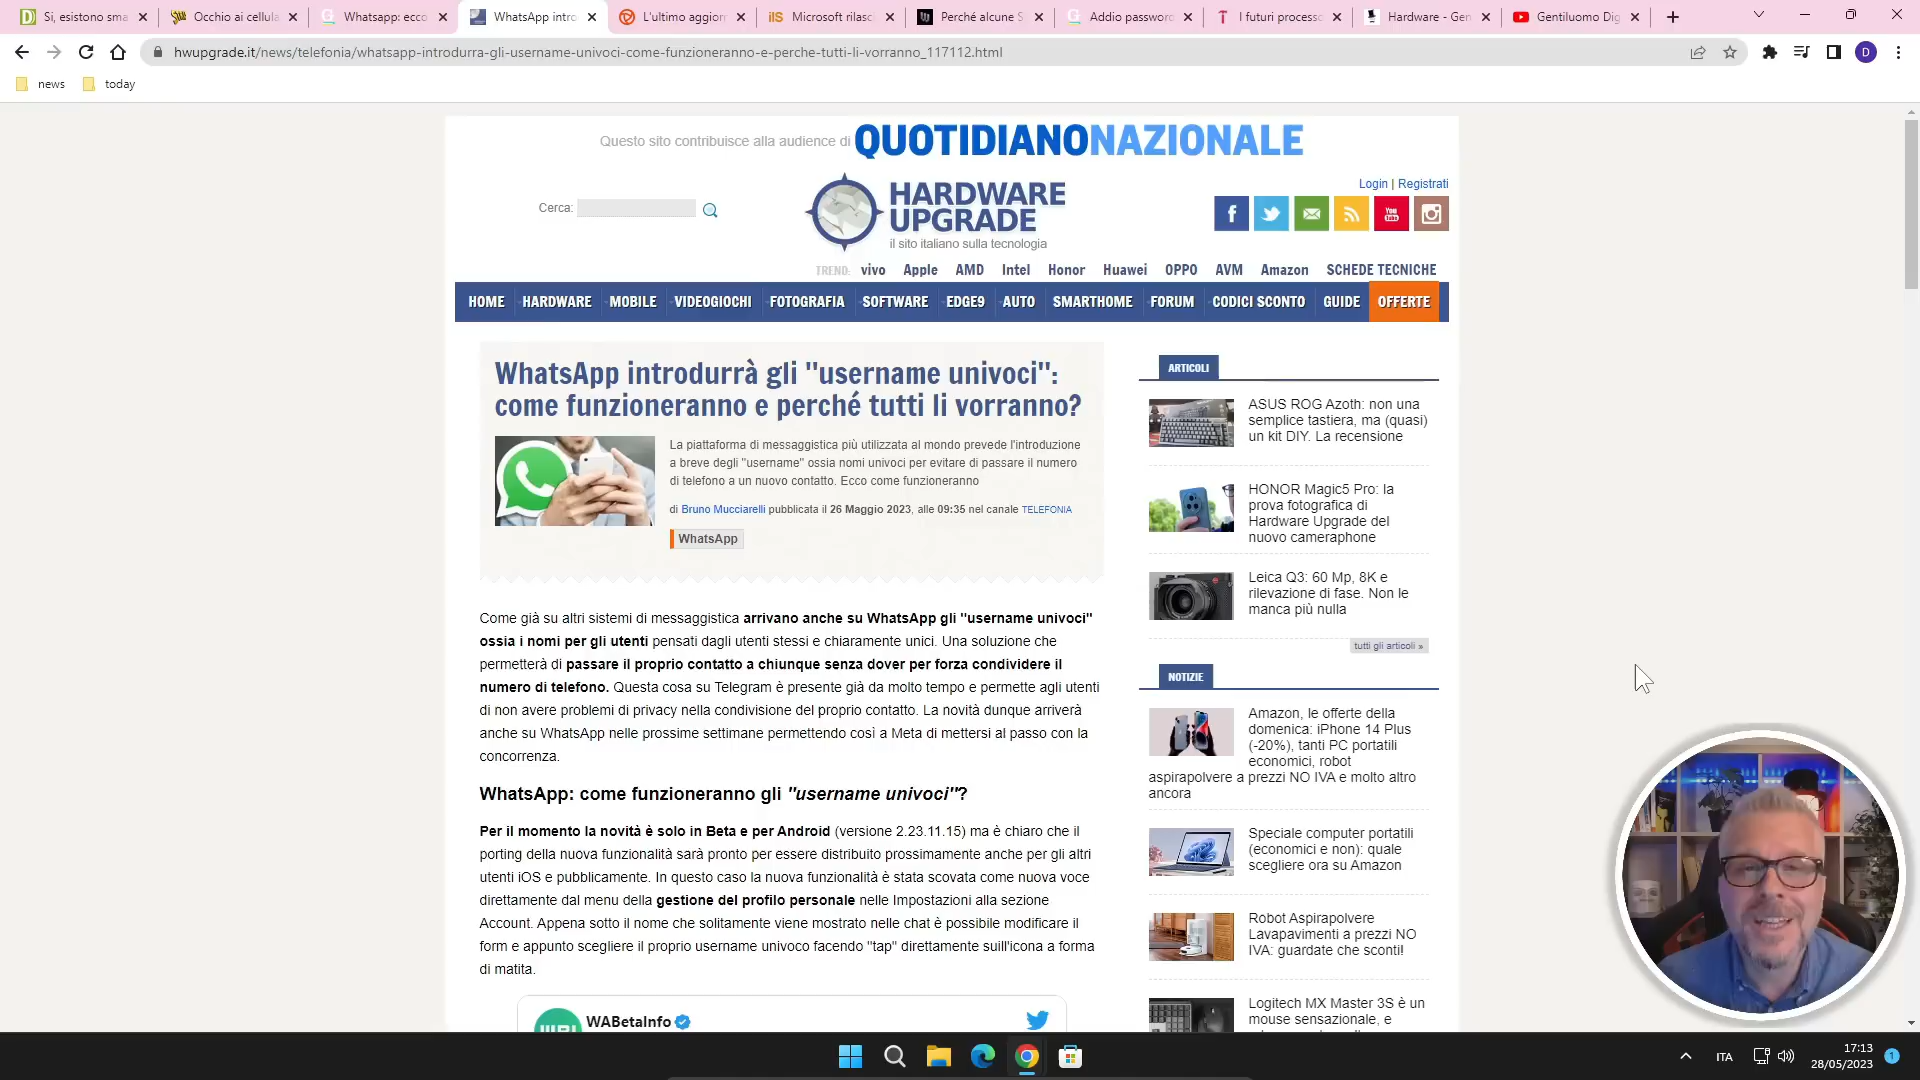 Si, esistono sma
Occhio ai cellula
Whatsapp: ecco
WhatsApp intro
L'ultimo aggiorn
Microsoft rilasc
Perché alcune S
Addio password
I futuri processo
Hardware - Gen
Gentiluomo Dig
hwupgrade.it/news/telefonia/whatsapp-introdurra-gli-username-univoci-come-funzioneranno-e-perche-tutti-li-vorranno_117112.html
D
news
today
Questo sito contribuisce alla audience di QUOTIDIANONAZIONALE
Login | Registrati
Cerca:
HARDWARE
UPGRADE
il sito italiano sulla tecnologia
TREND: vivo Apple AMD Intel Honor Huawei OPPO AVM Amazon SCHEDE TECNICHE
HOME HARDWARE MOBILE VIDEOGIOCHI FOTOGRAFIA SOFTWARE EDGE9 AUTO SMARTHOME FORUM CODICI SCONTO GUIDE OFFERTE
WhatsApp introdurrà gli "username univoci":
come funzioneranno e perché tutti li vorranno?
La piattaforma di messaggistica più utilizzata al mondo prevede l'introduzione
a breve degli "username" ossia nomi univoci per evitare di passare il numero
di telefono a un nuovo contatto. Ecco come funzioneranno
di Bruno Mucciarelli pubblicata il 26 Maggio 2023, alle 09:35 nel canale TELEFONIA
WhatsApp
Come già su altri sistemi di messaggistica arrivano anche su WhatsApp gli "username univoci"
ossia i nomi per gli utenti pensati dagli utenti stessi e chiaramente unici. Una soluzione che
permetterà di passare il proprio contatto a chiunque senza dover per forza condividere il
numero di telefono. Questa cosa su Telegram è presente già da molto tempo e permette agli utenti
di non avere problemi di privacy nella condivisione del proprio contatto. La novità dunque arriverà
anche su WhatsApp nelle prossime settimane permettendo così a Meta di mettersi al passo con la
concorrenza.
WhatsApp: come funzioneranno gli "username univoci"?
Per il momento la novità è solo in Beta e per Android (versione 2.23.11.15) ma è chiaro che il
porting della nuova funzionalità sarà pronto per essere distribuito prossimamente anche per gli altri
utenti iOS e pubblicamente. In questo caso la nuova funzionalità è stata scovata come nuova voce
direttamente dal menu della gestione del profilo personale nelle Impostazioni alla sezione
Account. Appena sotto il nome che solitamente viene mostrato nelle chat è possibile modificare il
form e appunto scegliere il proprio username univoco facendo "tap" direttamente suill'icona a forma
di matita.
WABetaInfo
ARTICOLI
ASUS ROG Azoth: non una
semplice tastiera, ma (quasi)
un kit DIY. La recensione
HONOR Magic5 Pro: la
prova fotografica di
Hardware Upgrade del
nuovo cameraphone
Leica Q3: 60 Mp, 8K e
rilevazione di fase. Non le
manca più nulla
tutti gli articoli »
NOTIZIE
Amazon, le offerte della
domenica: iPhone 14 Plus
(-20%), tanti PC portatili
economici, robot
aspirapolvere a prezzi NO IVA e molto altro
ancora
Speciale computer portatili
(economici e non): quale
scegliere ora su Amazon
Robot Aspirapolvere
Lavapavimenti a prezzi NO
IVA: guardate che sconti!
Logitech MX Master 3S è un
mouse sensazionale, e
ITA
17:13
28/05/2023
1